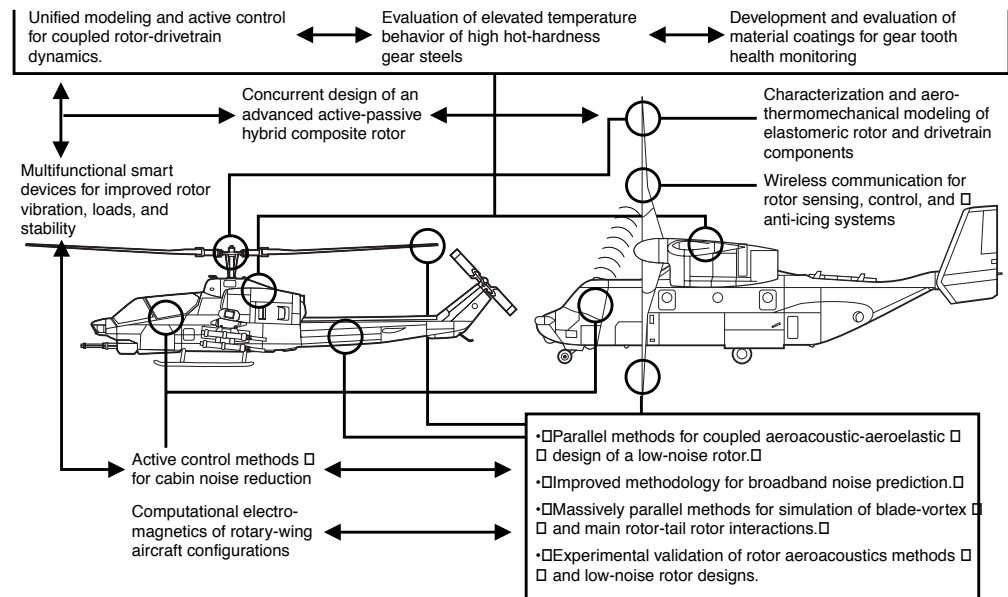 Unified modeling and active control
for coupled rotor-drivetrain
dynamics.
Evaluation of elevated temperature
behavior of high hot-hardness
gear steels
Development and evaluation of
material coatings for gear tooth
health monitoring
Concurrent design of an
advanced active-passive
hybrid composite rotor
Characterization and aero-
thermomechanical modeling of
elastomeric rotor and drivetrain
components
Multifunctional smart
devices for improved rotor
vibration, loads, and
stability
Wireless communication for
rotor sensing, control, and □
anti-icing systems
Active control methods □
for cabin noise reduction
Computational electro-
magnetics of rotary-wing
aircraft configurations
•□Parallel methods for coupled aeroacoustic-aeroelastic □
□ design of a low-noise rotor.□
•□Improved methodology for broadband noise prediction.□
•□Massively parallel methods for simulation of blade-vortex □
□ and main rotor-tail rotor interactions.□
•□Experimental validation of rotor aeroacoustics methods □
□ and low-noise rotor designs.